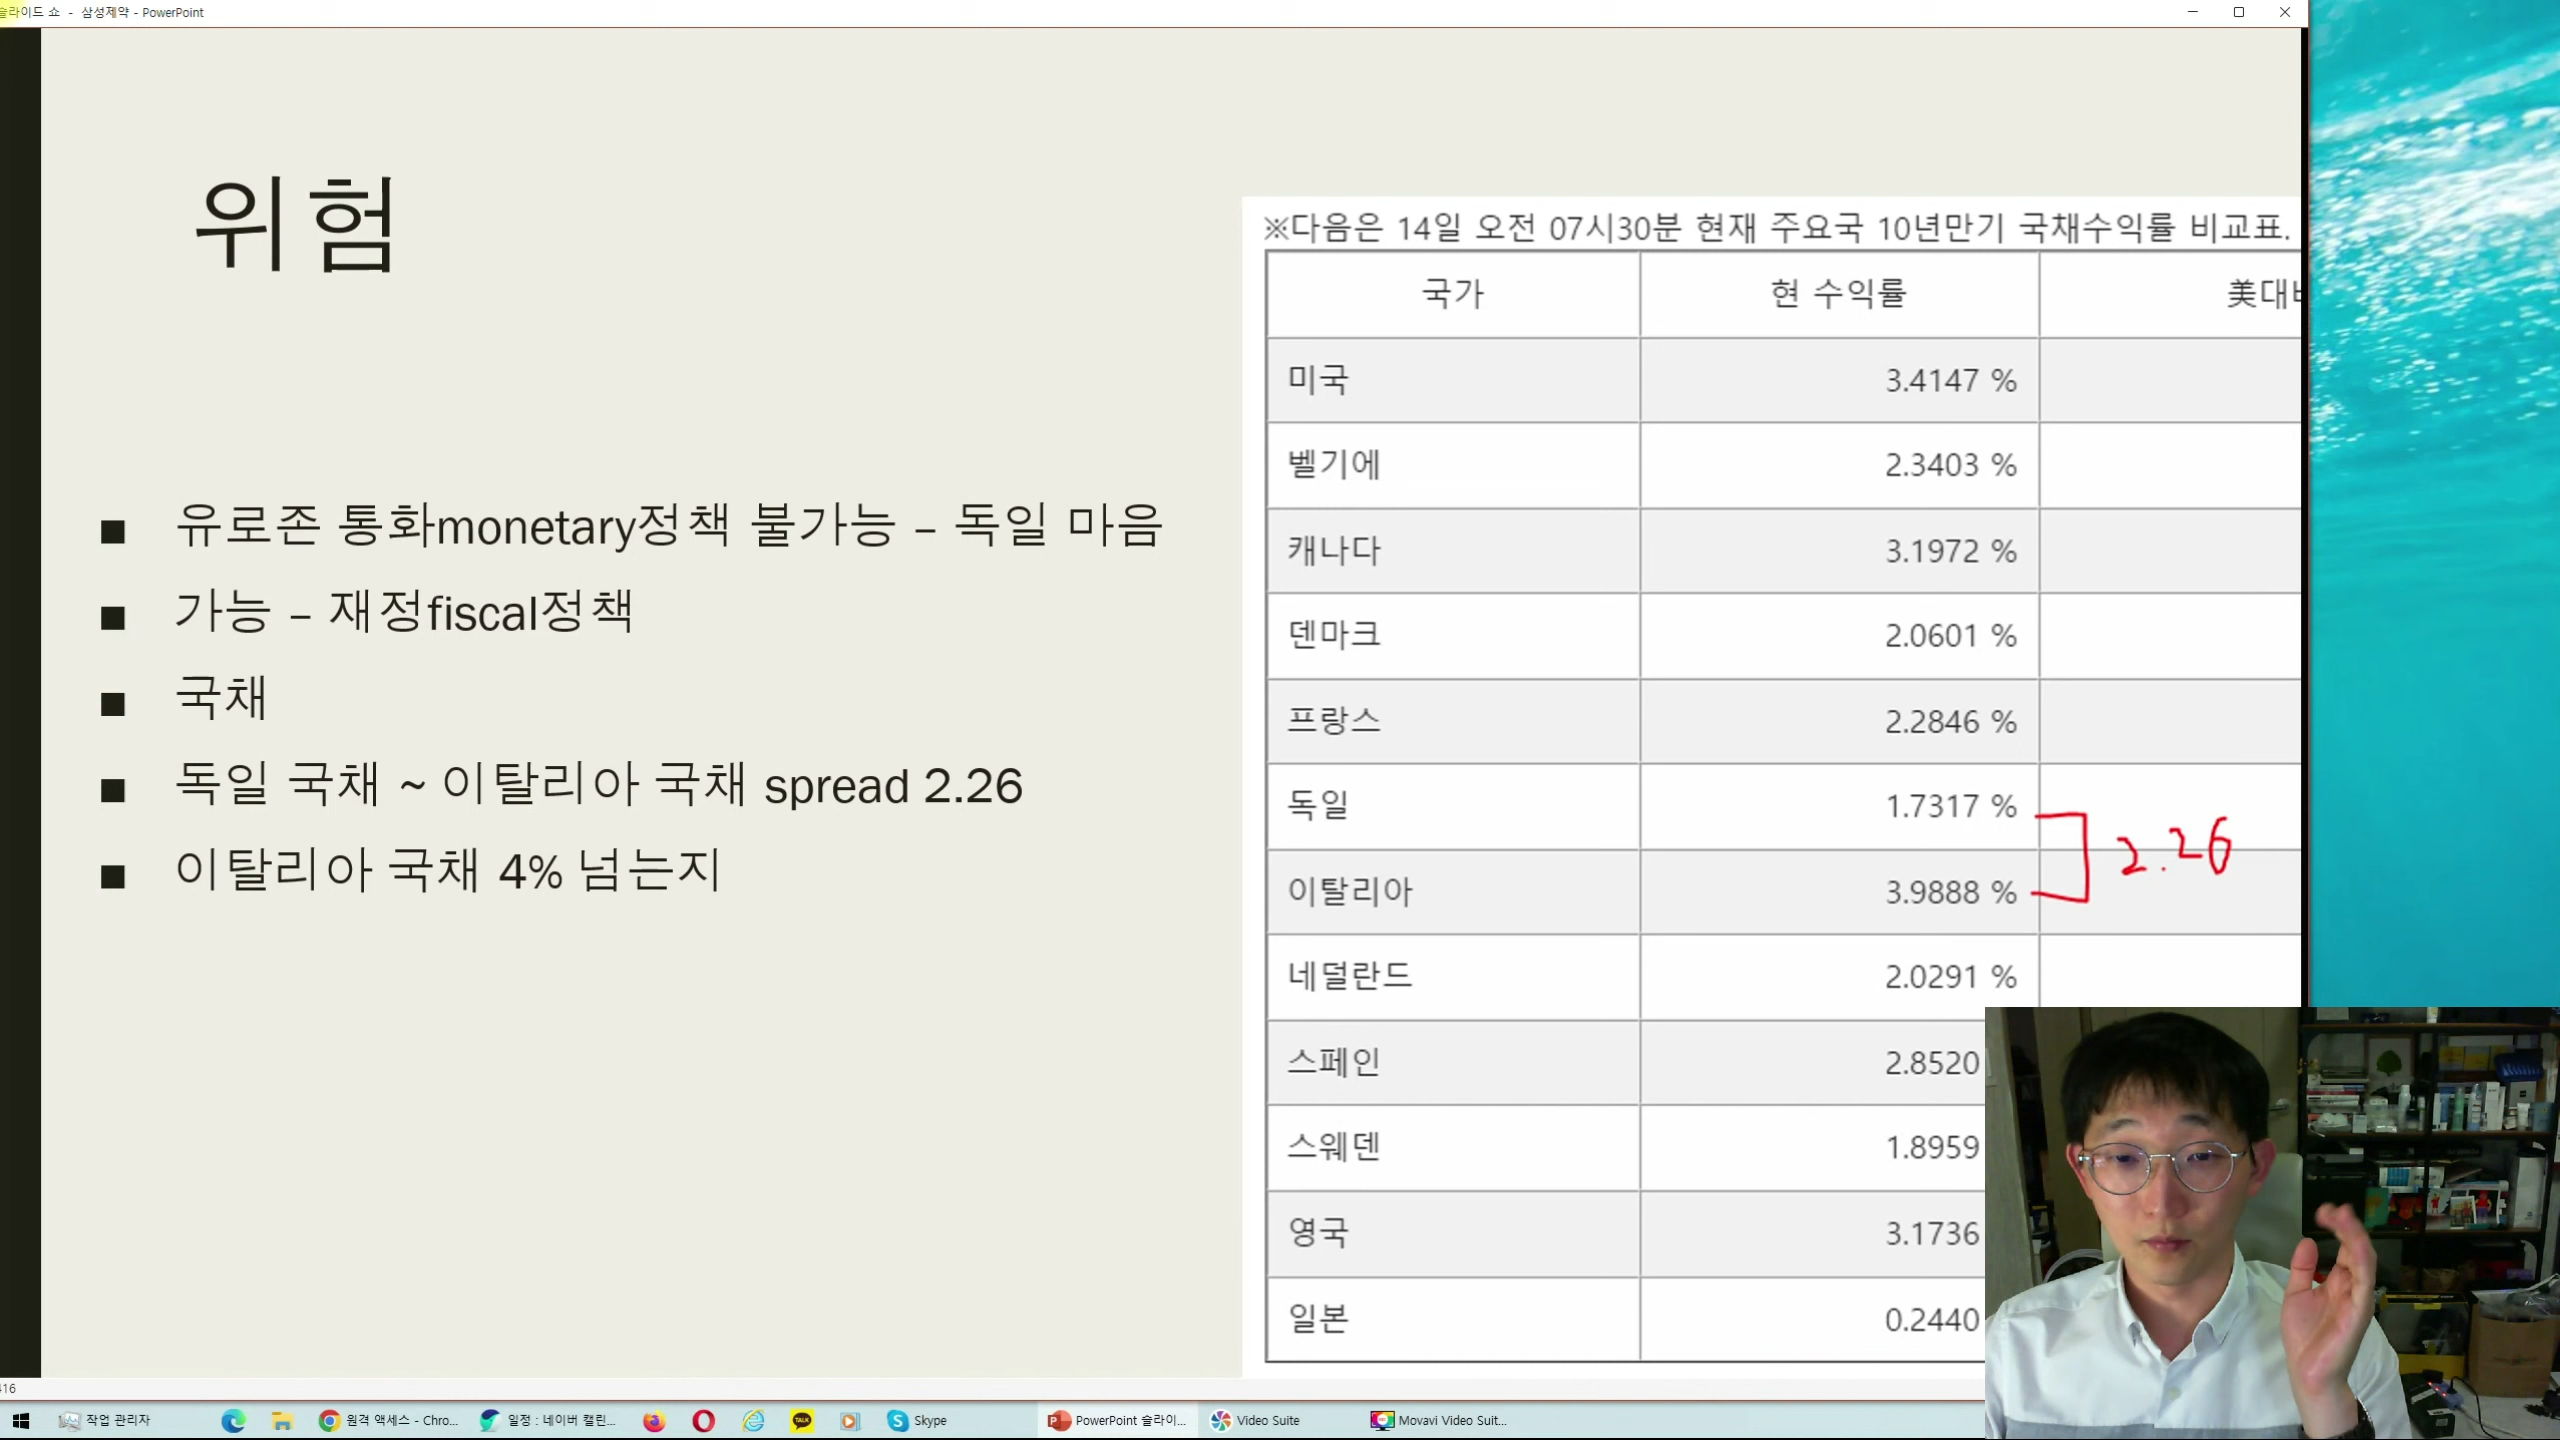 슬라이드 쇼 - 삼성제약 - PowerPoint
위험
■ 유로존 통화monetary정책 불가능 – 독일 마음
■ 가능 – 재정fiscal정책
■ 국채
■ 독일 국채 ~ 이탈리아 국채 spread 2.26
■ 이탈리아 국채 4% 넘는지
※다음은 14일 오전 07시30분 현재 주요국 10년만기 국채수익률 비교표.
국가 현 수익률 美대
미국 3.4147 %
벨기에 2.3403 %
캐나다 3.1972 %
덴마크 2.0601 %
프랑스 2.2846 %
독일 1.7317 %
2.26
이탈리아 3.9888 %
네덜란드 2.0291 %
스페인 2.8520
스웨덴 1.8959
영국 3.1736
일본 0.2440
416
작업 관리자 원격 액세스 - Chro... 일정 : 네이버 캘린... TALK Skype PowerPoint 슬라이... Video Suite Movavi Video Suit...